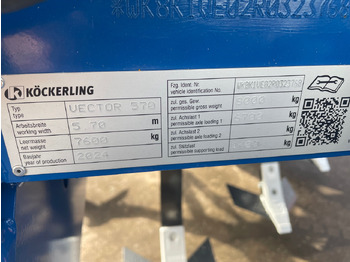 KÖCKERLING
Typ
type
VECTOR 570
Arbeitsbreite
working width
5.70 m
Leermasse
net weight
kg
Baujahr
year of production
2024
Fzg. Ident. Nr.
vehicle identification Nr.
zul. ges. Gew.
permissible gross weight
kg
zul. Achslast 1
permissible axle loading 1
kg
zul. Achslast 2
permissible axle loading 2
kg
zul. Stützlast
permissible supporting load
kg